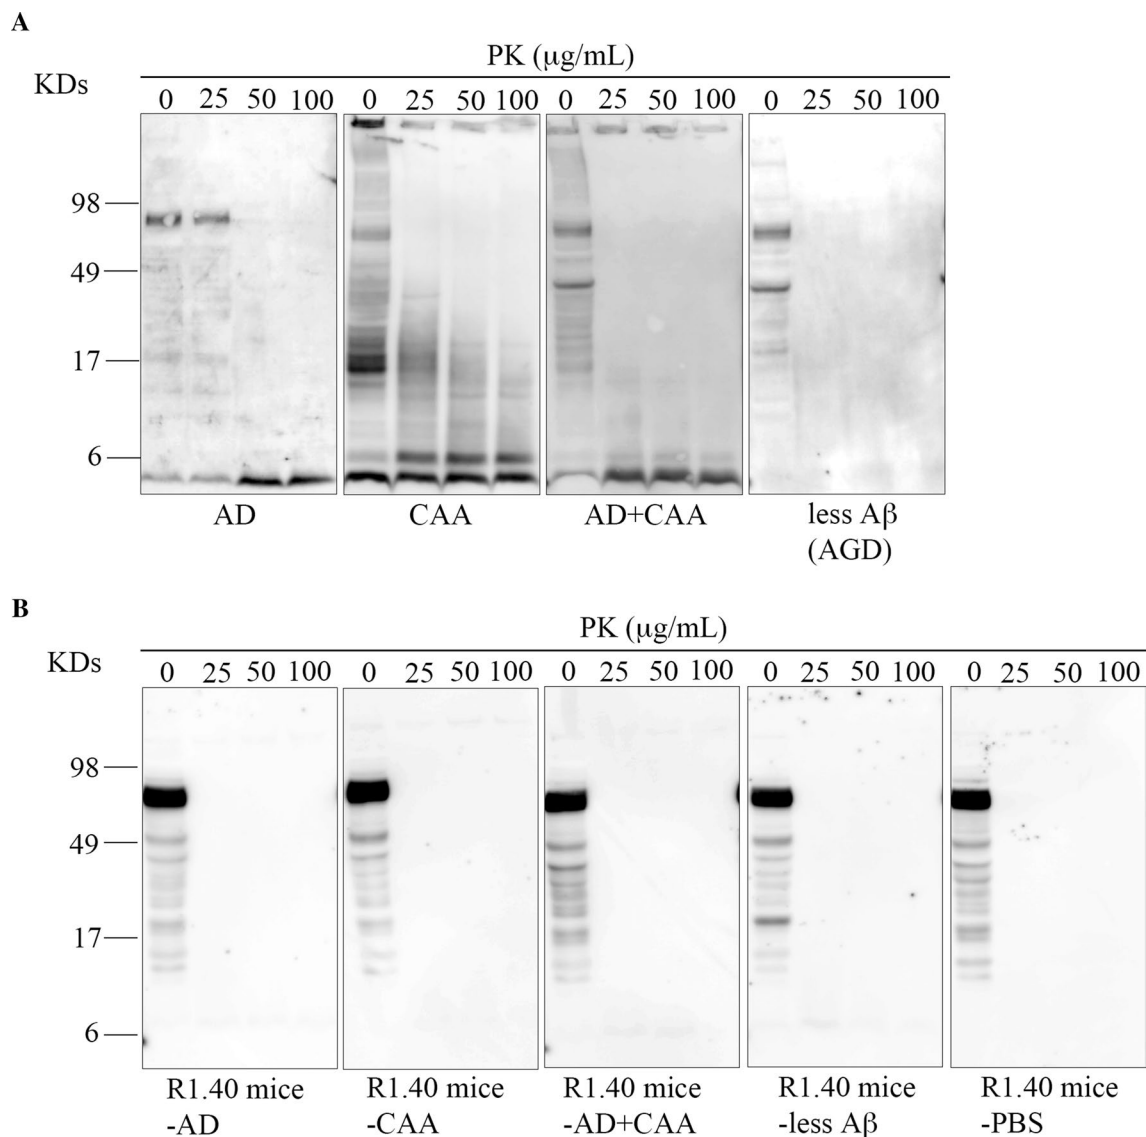 A
PK (μg/mL)
KDs
0 25 50 100 0 25 50 100 0 25 50 100 0 25 50 100
98
49
17
6
AD CAA AD+CAA less Aβ
(AGD)
B
PK (μg/mL)
KDs
0 25 50 100 0 25 50 100 0 25 50 100 0 25 50 100 0 25 50 100
98
49
17
6
R1.40 mice R1.40 mice R1.40 mice R1.40 mice R1.40 mice
-AD -CAA -AD+CAA -less Aβ -PBS